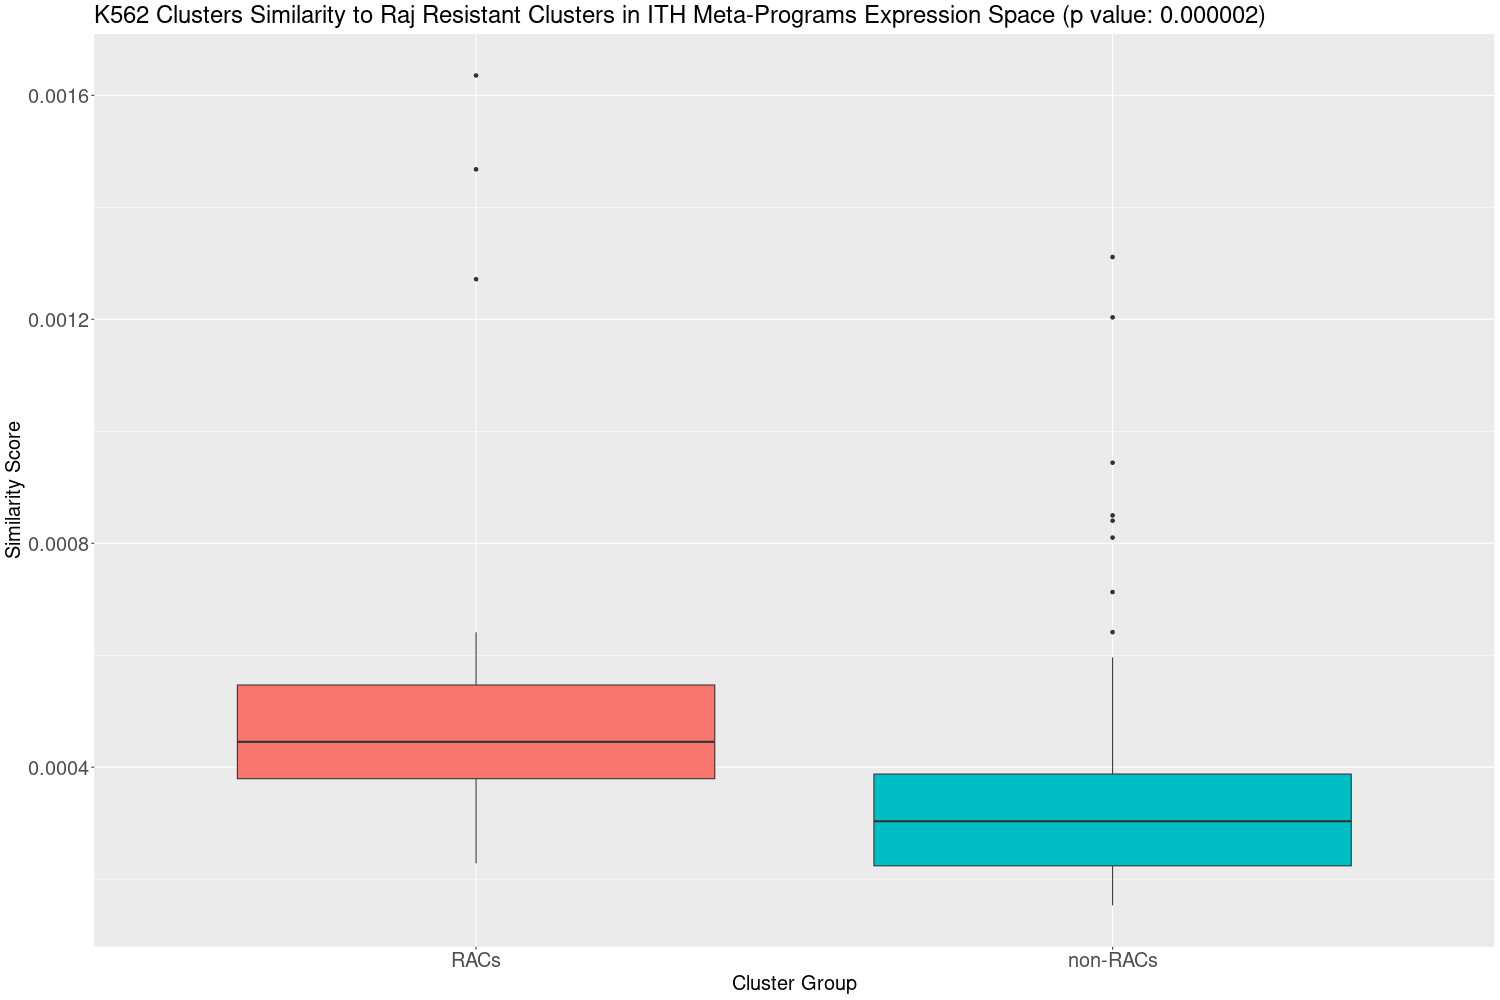 K562 Clusters Similarity to Raj Resistant Clusters in ITH Meta-Programs Expression Space (p value: 0.000002)
0.0016
0.0012
0.0008
0.0004
Similarity Score
RACs
non-RACs
Cluster Group